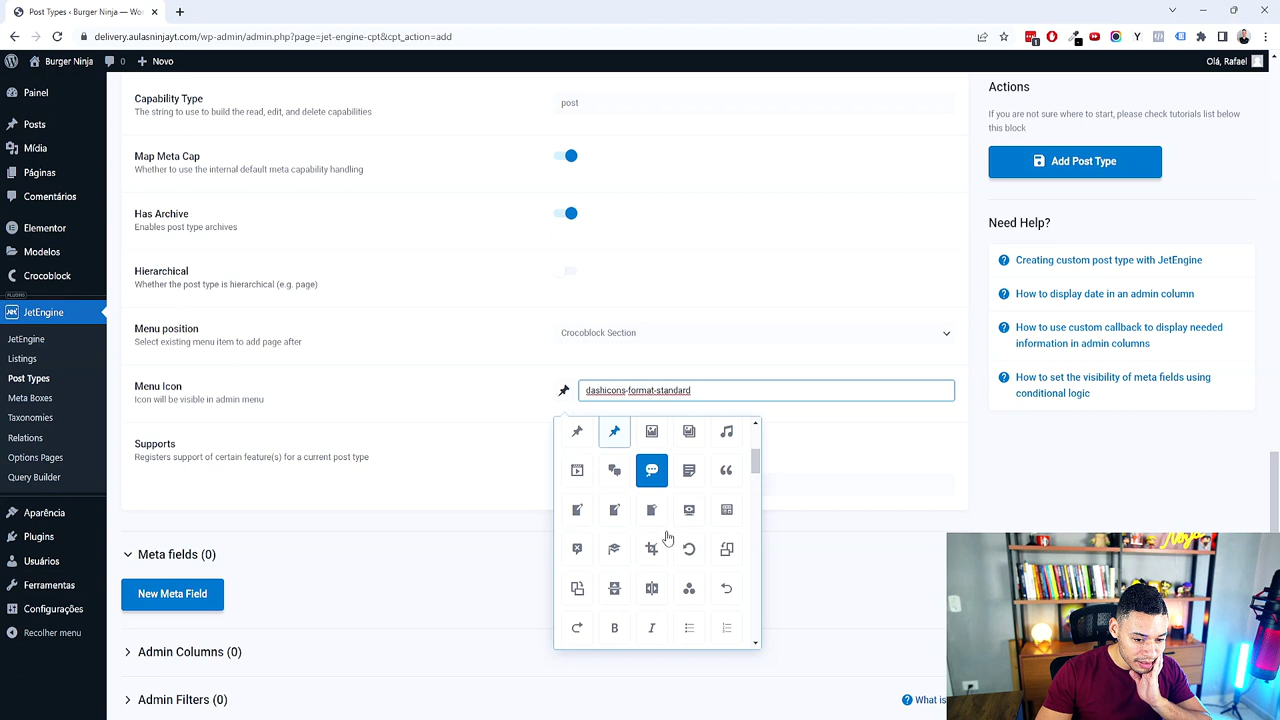 Post Types ‹ Burger Ninja — Wo
delivery.aulasninjayt.com/wp-admin/admin.php?page=jet-engine-cpt&cpt_action=add
Burger Ninja
0
Novo
Olá, Rafael
Painel
Posts
Mídia
Páginas
Comentários
Elementor
Modelos
Crocoblock
PLUGINS
JetEngine
JetEngine
Listings
Post Types
Meta Boxes
Taxonomies
Relations
Options Pages
Query Builder
Aparência
Plugins
Usuários
Ferramentas
Configurações
Recolher menu
Capability Type
The string to use to build the read, edit, and delete capabilities
post
Map Meta Cap
Whether to use the internal default meta capability handling
Has Archive
Enables post type archives
Hierarchical
Whether the post type is hierarchical (e.g. page)
Menu position
Select existing menu item to add page after
Crocoblock Section
Menu Icon
Icon will be visible in admin menu
dashicons-format-standard
Supports
Registers support of certain feature(s) for a current post type
Meta fields (0)
New Meta Field
Admin Columns (0)
Admin Filters (0)
What is
Actions
If you are not sure where to start, please check tutorials list below
this block
Add Post Type
Need Help?
Creating custom post type with JetEngine
How to display date in an admin column
How to use custom callback to display needed
information in admin columns
How to set the visibility of meta fields using
conditional logic